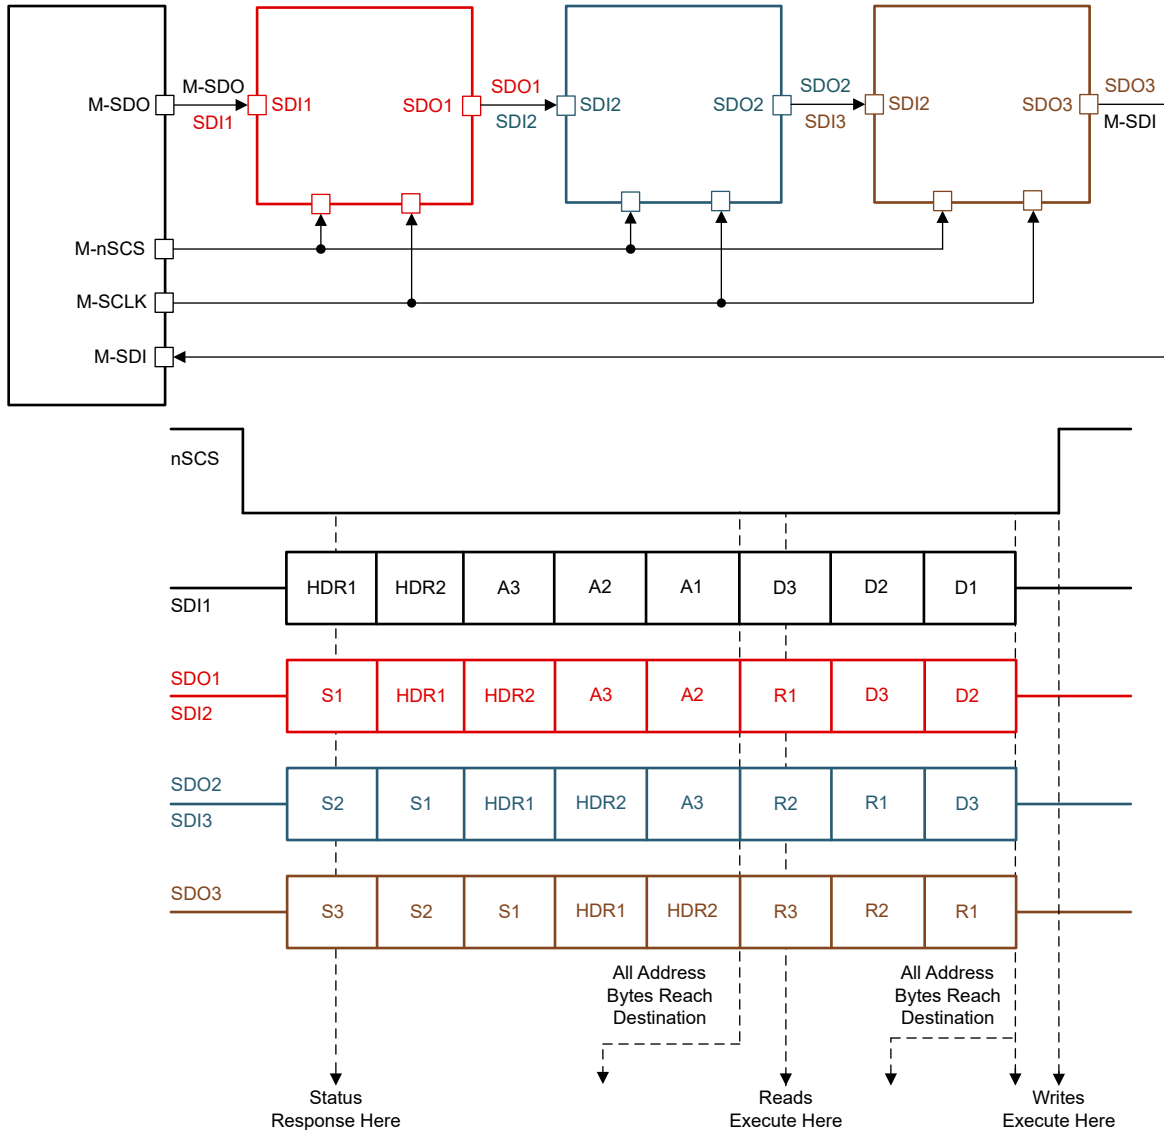 M-SDO
M-SDO
SDI1
SDI1
SDO1
SDO1
SDI2
SDI2
SDO2
SDO2
SDI3
SDI2
SDO3
SDO3
M-SDI
M-nSCS
M-SCLK
M-SDI
nSCS
SDI1
HDR1 HDR2 A3 A2 A1 D3 D2 D1
SDO1
SDI2
S1 HDR1 HDR2 A3 A2 R1 D3 D2
SDO2
SDI3
S2 S1 HDR1 HDR2 A3 R2 R1 D3
SDO3
S3 S2 S1 HDR1 HDR2 R3 R2 R1
All Address
Bytes Reach
Destination
All Address
Bytes Reach
Destination
Status
Response Here
Reads
Execute Here
Writes
Execute Here